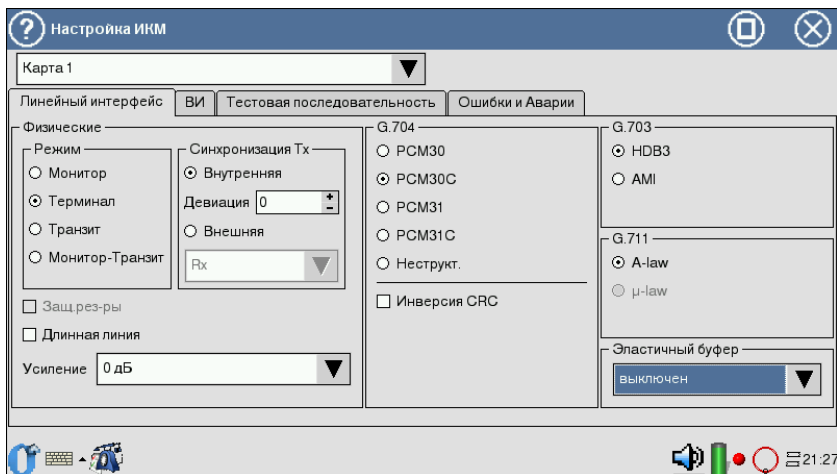 Настройка ИКМ
Карта 1
Линейный интерфейс
ВИ
Тестовая последовательность
Ошибки и Аварии
Физические
Режим
Монитор
Терминал
Транзит
Монитор-Транзит
Синхронизация Tx
Внутренняя
Девиация 0
Внешняя
Rx
Защ.рез-ры
Длинная линия
Усиление 0 дБ
G.704
PCM30
PCM30C
PCM31
PCM31C
Неструкт.
Инверсия CRC
G.703
HDB3
AMI
G.711
A-law
µ-law
Эластичный буфер
выключен
21:27